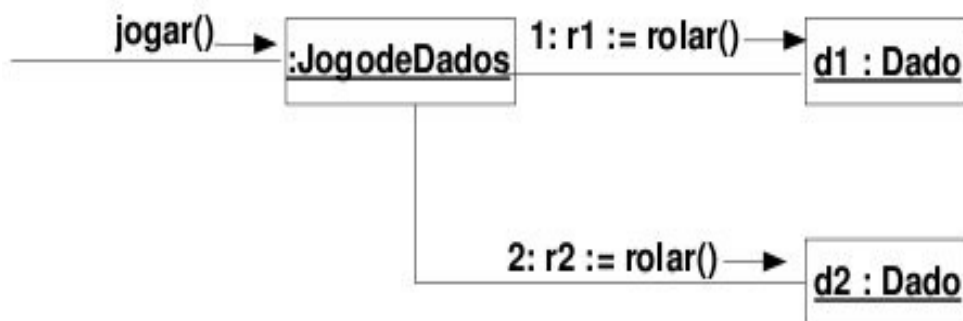 jogar()
:JogodeDados
1: r1 := rolar()
d1 : Dado
2: r2 := rolar()
d2 : Dado